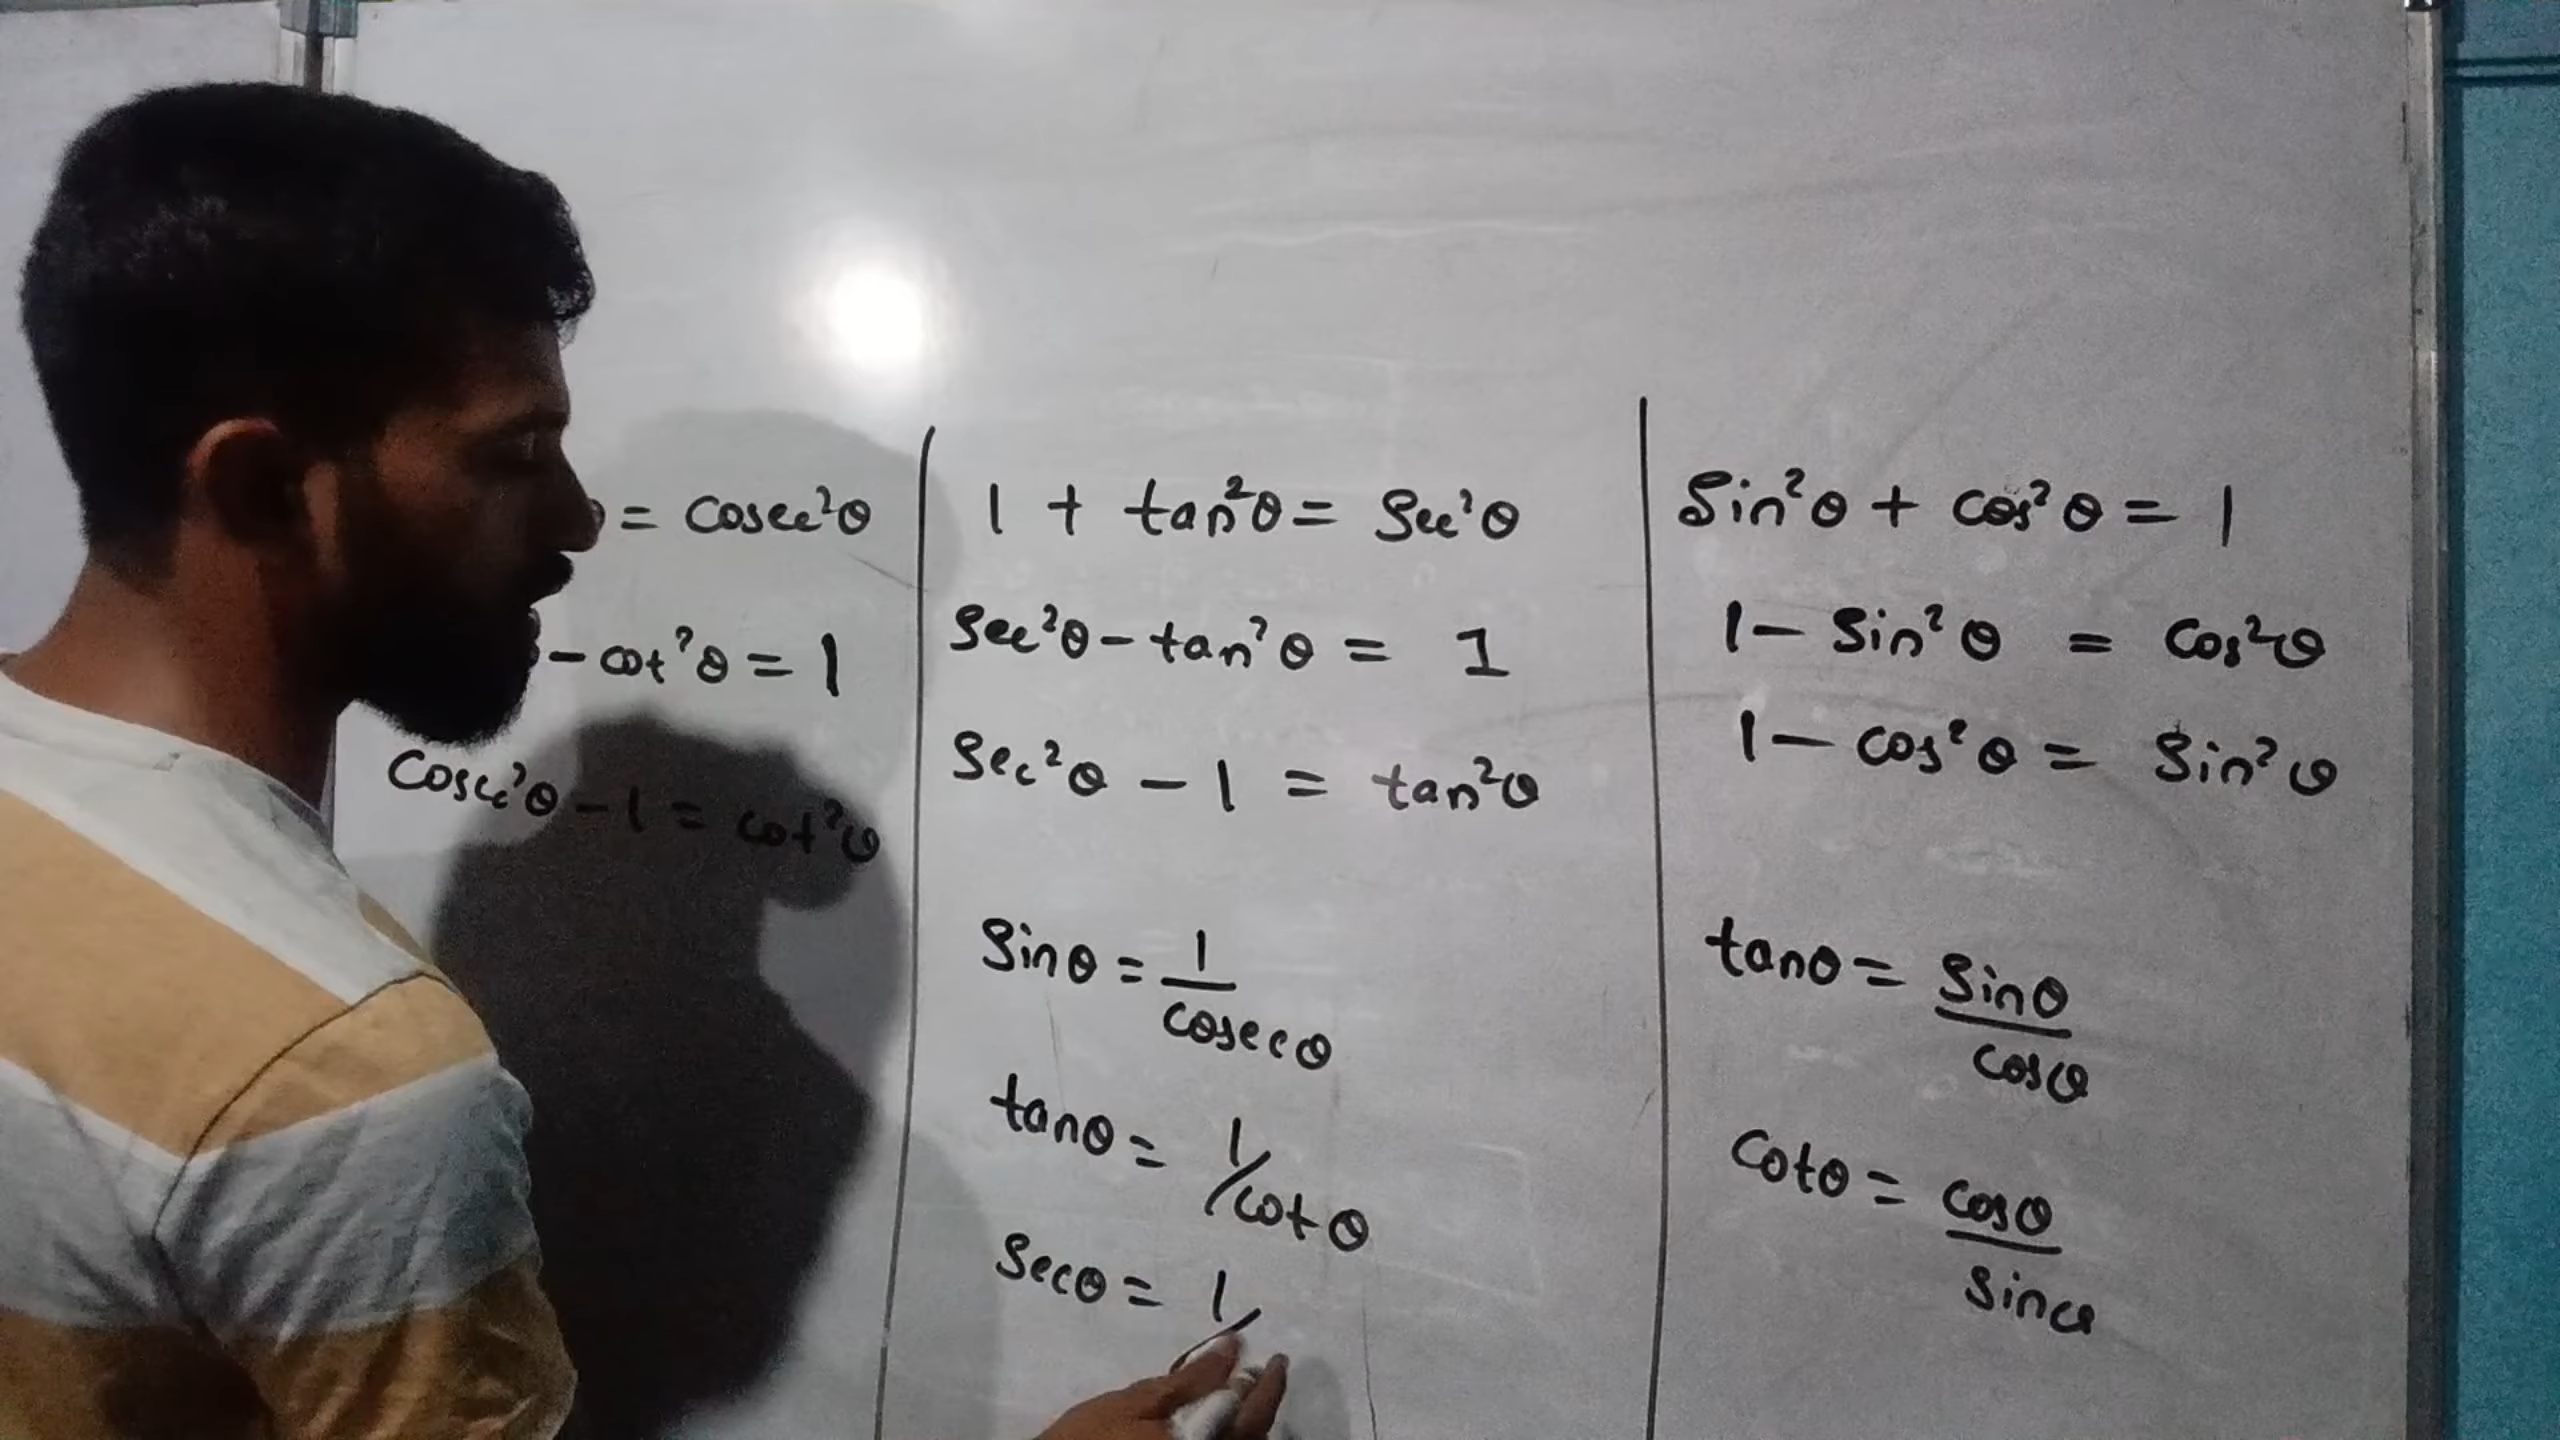 = cosec²θ
- cot²θ = 1
cosec²θ - 1 = cot²θ
1 + tan²θ = sec²θ
sec²θ - tan²θ = 1
sec²θ - 1 = tan²θ
sinθ = 1/cosecθ
tanθ = 1/cotθ
secθ = 1/
sin²θ + cos²θ = 1
1 - sin²θ = cos²θ
1 - cos²θ = sin²θ
tanθ = sinθ/cosθ
cotθ = cosθ/sinθ